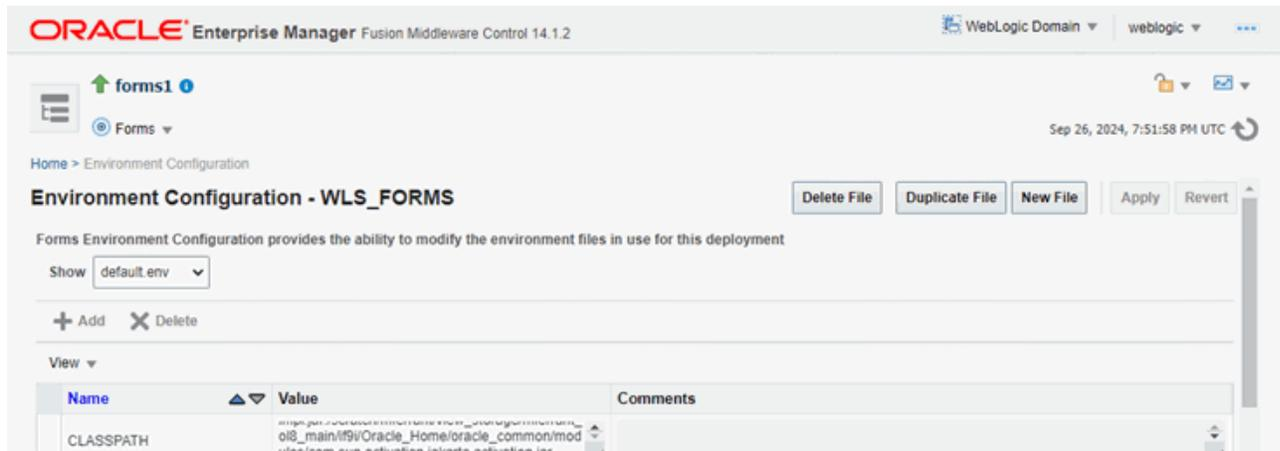 ORACLE Enterprise Manager Fusion Middleware Control 14.1.2
WebLogic Domain
weblogic
forms1
Forms
Sep 26, 2024, 7:51:58 PM UTC
Home > Environment Configuration
Environment Configuration - WLS_FORMS
Delete File
Duplicate File
New File
Apply
Revert
Forms Environment Configuration provides the ability to modify the environment files in use for this deployment
Show default.env
Add
Delete
View
Name
Value
Comments
CLASSPATH
ol8_main/lf9i/Oracle_Home/oracle_common/mod